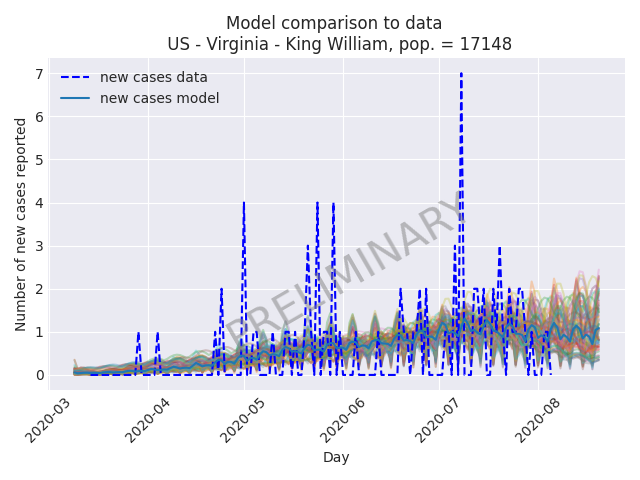 Model comparison to data
US - Virginia - King William, pop. = 17148
new cases data
new cases model
PRELIMINARY
Number of new cases reported
7
6
5
4
3
2
1
0
2020-03
2020-04
2020-05
2020-06
2020-07
2020-08
Day